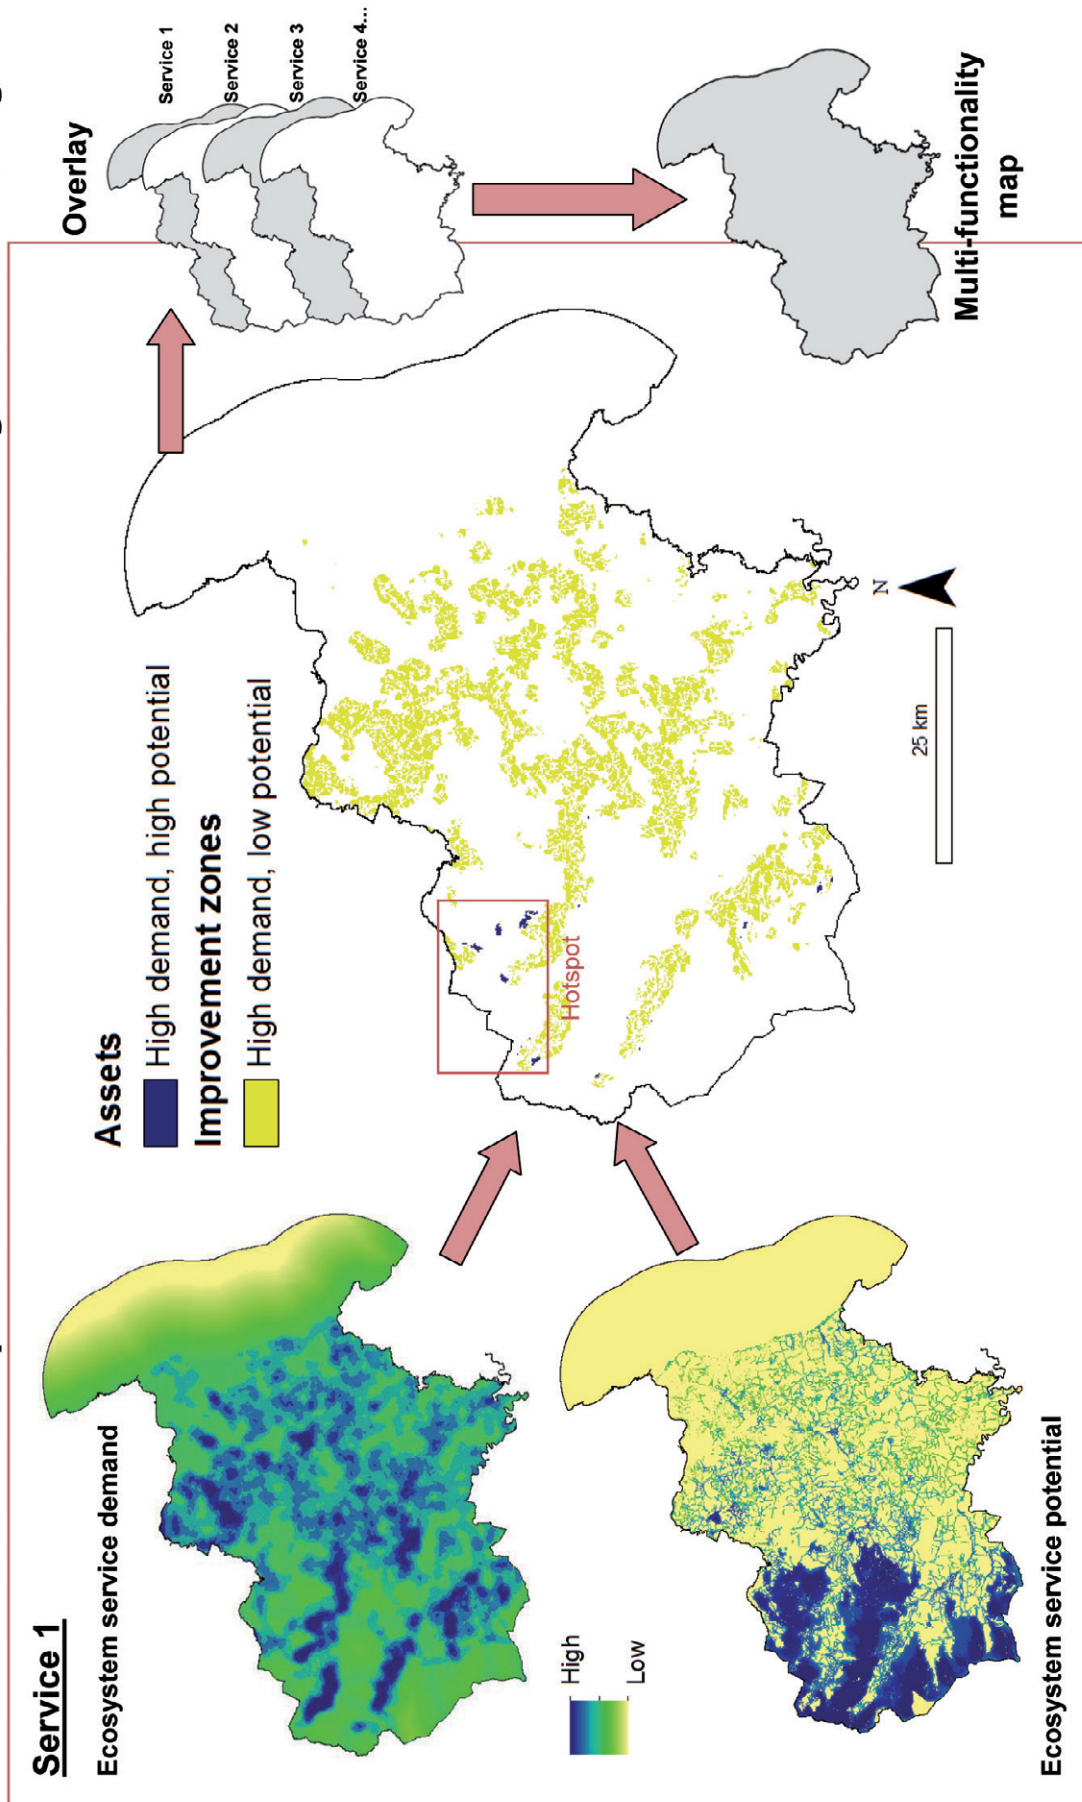 Service 1
Ecosystem service demand
High
Low
Ecosystem service potential
Assets
High demand, high potential
Improvement zones
High demand, low potential
Hotspot
25 km
N
Overlay
Service 1
Service 2
Service 3
Service 4...
Multi-functionality
map